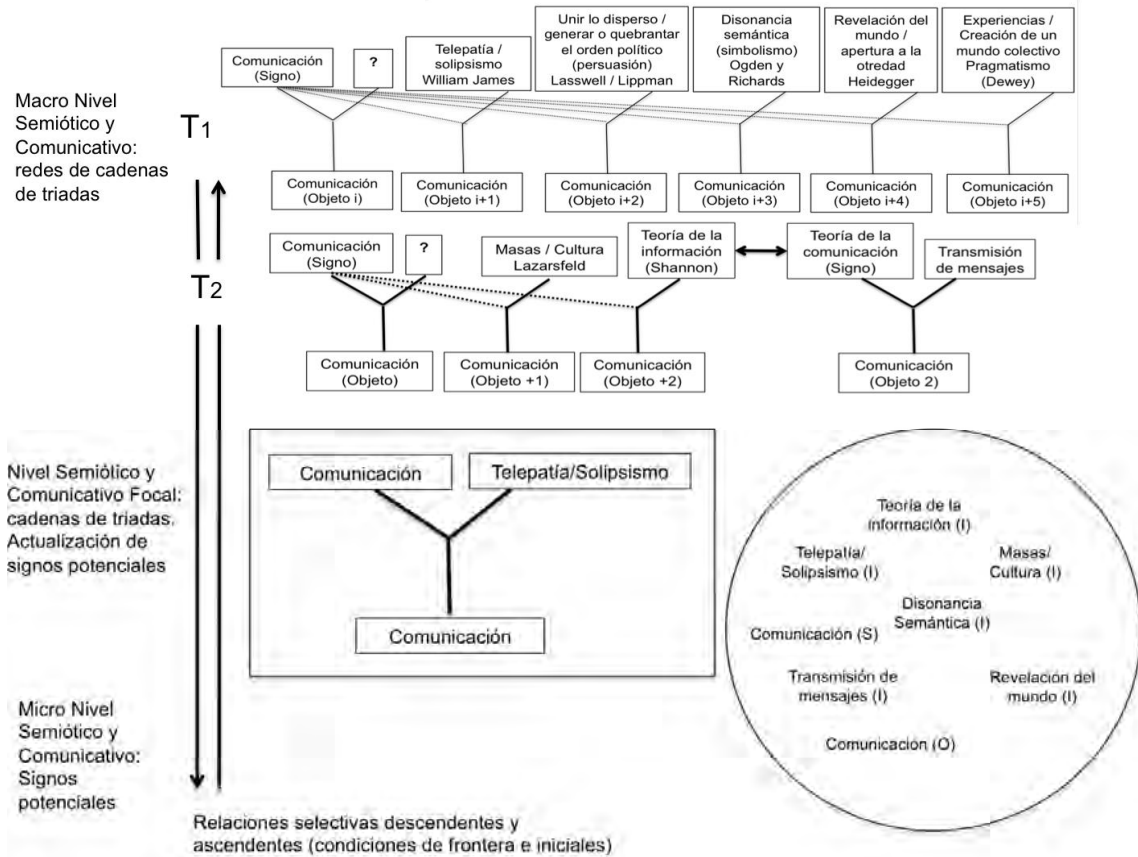 Comunicación
(Signo)
?
Telepatía /
solipsismo
William James
Unir lo disperso /
generar o quebrantar
el orden político
(persuasión)
Lasswell / Lippman
Disonancia
semántica
(simbolismo)
Ogden y
Richards
Revelación del
mundo /
apertura a la
otredad
Heidegger
Experiencias /
Creación de un
mundo colectivo
Pragmatismo
(Dewey)
Macro Nivel
Semiótico y
Comunicativo:
redes de cadenas
de triadas
T1
Comunicación
(Objeto i)
Comunicación
(Objeto i+1)
Comunicación
(Objeto i+2)
Comunicación
(Objeto i+3)
Comunicación
(Objeto i+4)
Comunicación
(Objeto i+5)
T2
Comunicación
(Signo)
?
Masas / Cultura
Lazarsfeld
Teoría de la
información
(Shannon)
Teoría de la
comunicación
(Signo)
Transmisión
de mensajes
Comunicación
(Objeto)
Comunicación
(Objeto +1)
Comunicación
(Objeto +2)
Comunicación
(Objeto 2)
Nivel Semiótico y
Comunicativo Focal:
cadenas de triadas.
Actualización de
signos potenciales
Comunicación
Telepatía/Solipsismo
Comunicación
Teoría de la
información (I)
Telepatía/
Solipsismo (I)
Masas/
Cultura (I)
Disonancia
Semántica (I)
Comunicación (S)
Transmisión de
mensajes (I)
Revelación del
mundo (I)
Comunicación (O)
Micro Nivel
Semiótico y
Comunicativo:
Signos
potenciales
Relaciones selectivas descendentes y
ascendentes (condiciones de frontera e iniciales)